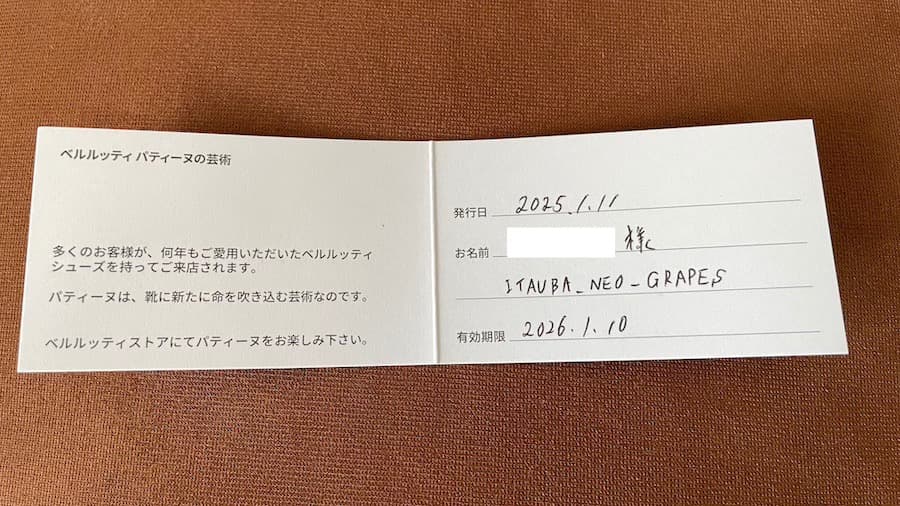 ベルルッティ パティーヌの芸術
多くのお客様が、何年もご愛用いただいたベルルッティ
シューズを持ってご来店されます。
パティーヌは、靴に新たに命を吹き込む芸術なのです。
ベルルッティストアにてパティーヌをお楽しみ下さい。
発行日 2025.1.11
お名前 様
ITAUBA_NEO_GRAPES
有効期限 2026.1.10